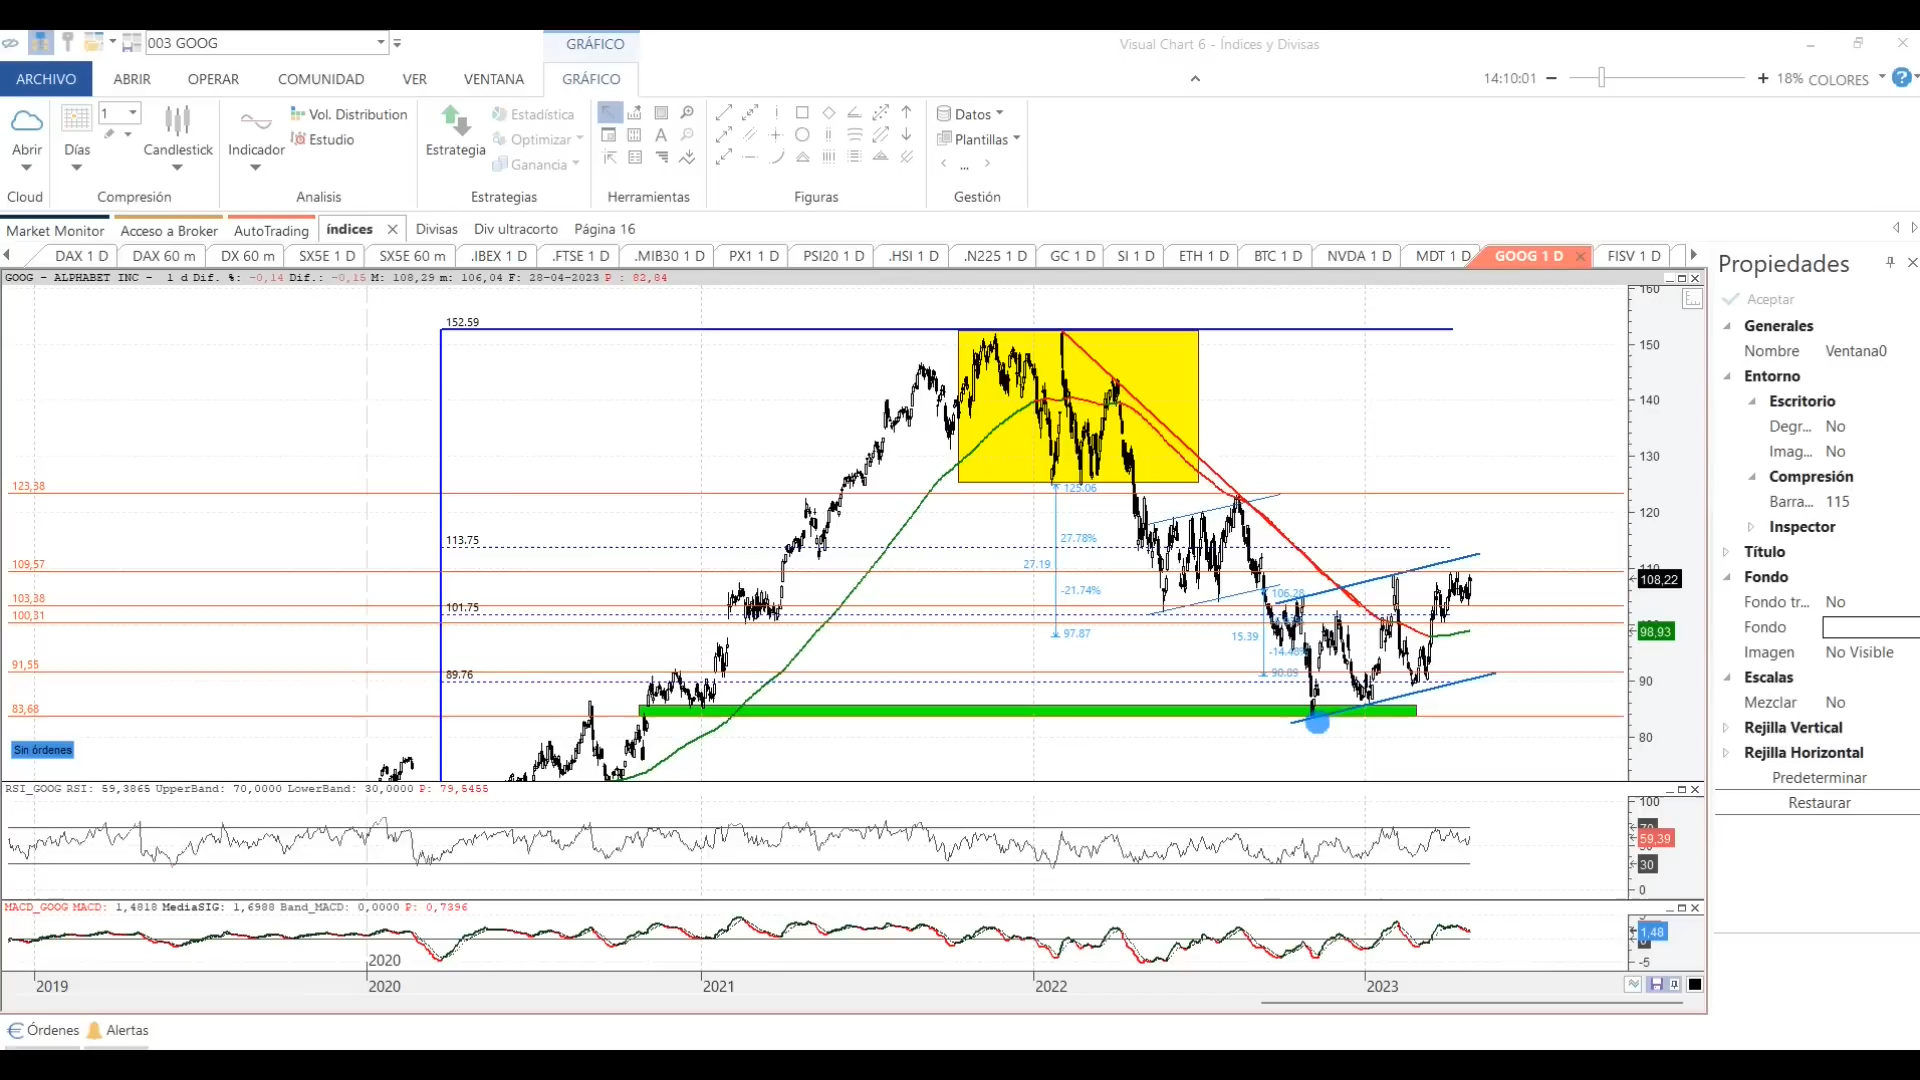 003 GOOG
GRÁFICO
Visual Chart 6 - Índices y Divisas
ARCHIVO ABRIR OPERAR COMUNIDAD VER VENTANA GRÁFICO 14:10:01 18% COLORES
1 Vol. Distribution Estadística Datos
Estudio Optimizar A Plantillas
Abrir Días Candlestick Indicador Estrategia Ganancia ...
Cloud Compresión Analisis Estrategias Herramientas Figuras Gestión
Market Monitor Acceso a Broker AutoTrading índices Divisas Div ultracorto Página 16
DAX 1 D DAX 60 m DX 60 m SX5E 1 D SX5E 60 m .IBEX 1 D .FTSE 1 D .MIB30 1 D PX1 1 D PSI20 1 D .HSI 1 D .N225 1 D GC 1 D SI 1 D ETH 1 D BTC 1 D NVDA 1 D MDT 1 D GOOG 1 D FISV 1 D
GOOG - ALPHABET INC - 1 d Dif. %: -0,14 Dif.: -0,15 M: 108,29 m: 106,04 F: 28-04-2023 P : 82,84
160
152.59
150
140
130
123,38
125.06
120
27.78%
113.75
27.19
109,57
110
108,22
-21.74%
106.28
103,38
101.75
100,31
97.87
15.39
98,93
91,55
89.76
90.89
90
83,68
80
Sin órdenes
RSI_GOOG RSI: 59,3865 UpperBand: 70,0000 LowerBand: 30,0000 P: 79,5455
100
70
59,39
30
0
MACD_GOOG MACD: 1,4818 MediaSIG: 1,6988 Band_MACD: 0,0000 P: 0,7396
1,48
-5
2020
2019 2020 2021 2022 2023
Propiedades
Aceptar
Generales
Nombre Ventana0
Entorno
Escritorio
Degr... No
Imag... No
Compresión
Barra... 115
Inspector
Título
Fondo
Fondo tr... No
Fondo
Imagen No Visible
Escalas
Mezclar No
Rejilla Vertical
Rejilla Horizontal
Predeterminar
Restaurar
Órdenes Alertas